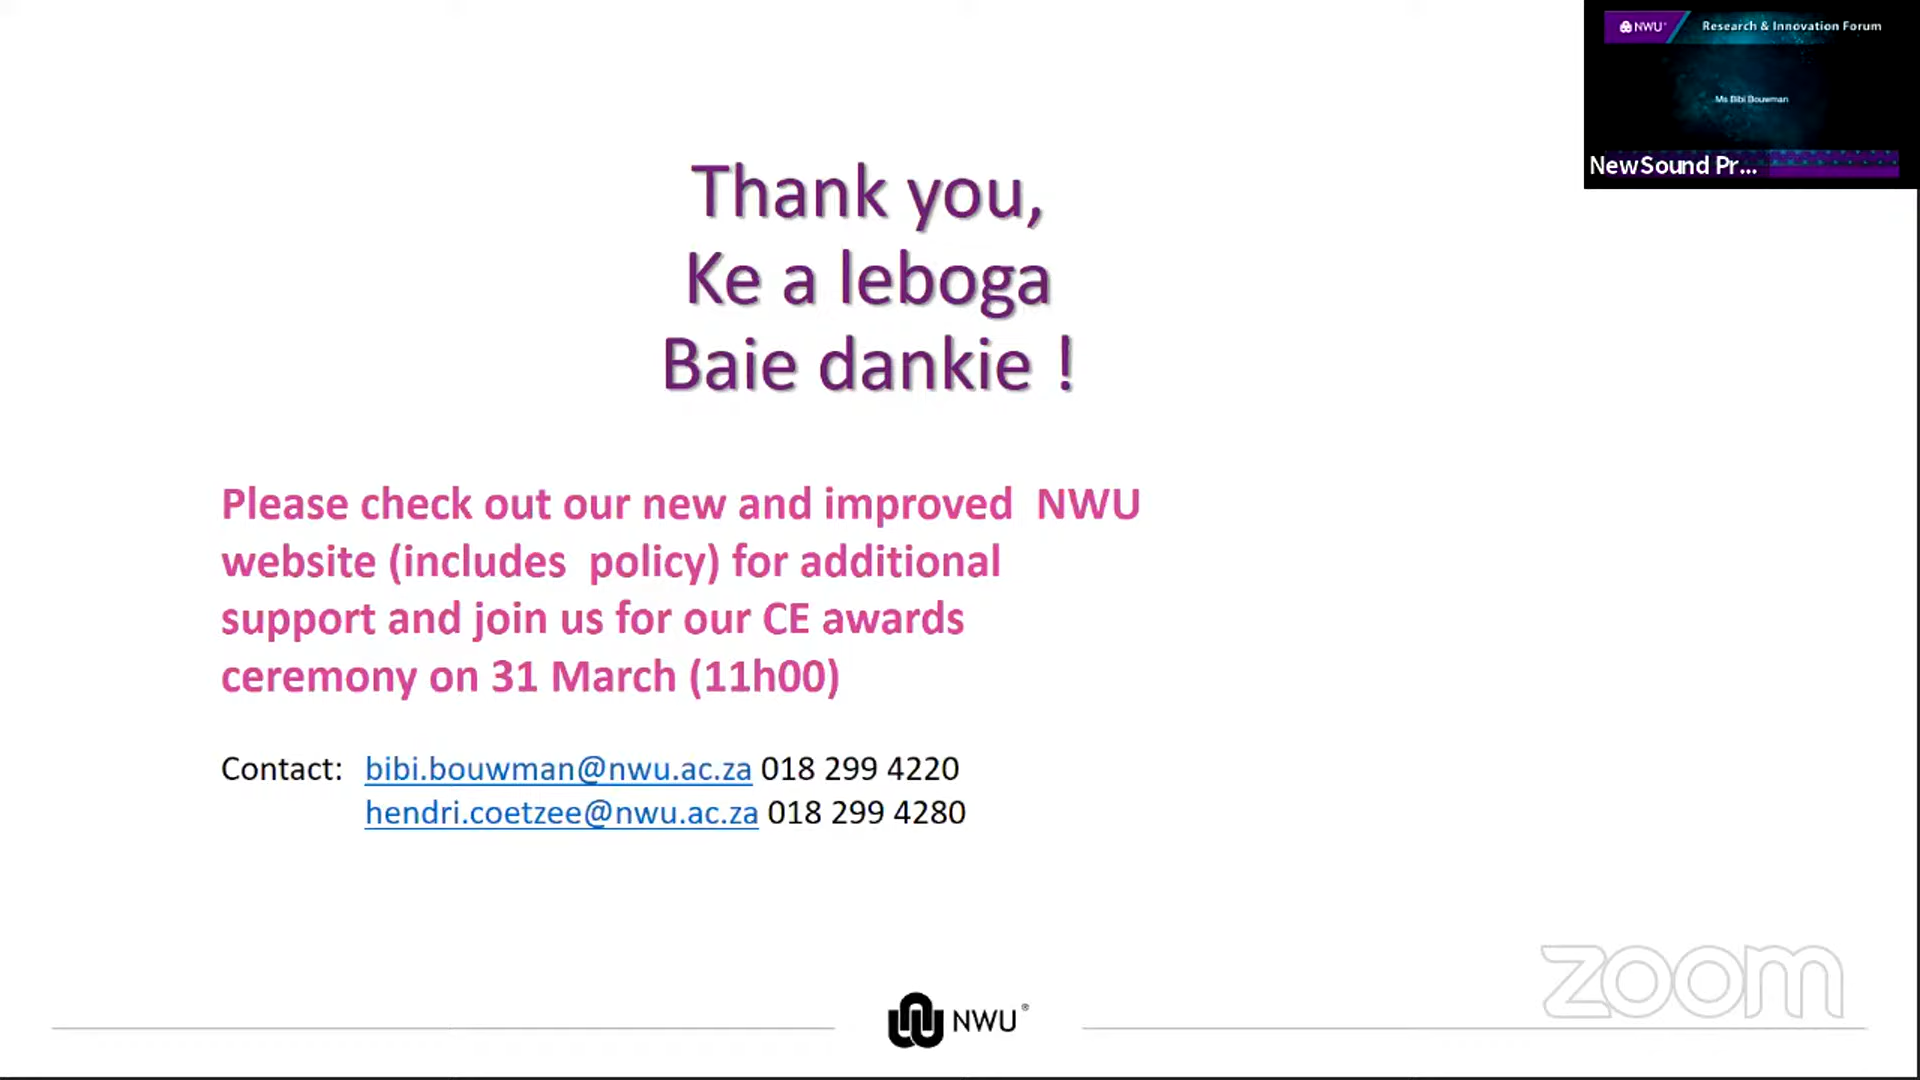 NWU Research & Innovation Forum
Ms Bibi Bouwman
NewSound Pr...
Thank you,
Ke a leboga
Baie dankie !
Please check out our new and improved NWU
website (includes policy) for additional
support and join us for our CE awards
ceremony on 31 March (11h00)
Contact: bibi.bouwman@nwu.ac.za 018 299 4220
hendri.coetzee@nwu.ac.za 018 299 4280
zoom
NWU®